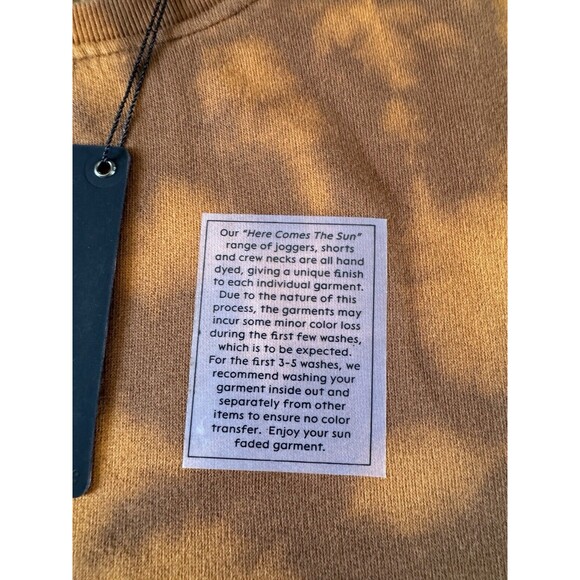 Our "Here Comes The Sun"
range of joggers, shorts
and crew necks are all hand
dyed, giving a unique finish
to each individual garment.
Due to the nature of this
process, the garments may
incur some minor color loss
during the first few washes,
which is to be expected.
For the first 3-5 washes, we
recommend washing your
garment inside out and
separately from other
items to ensure no color
transfer. Enjoy your sun
faded garment.